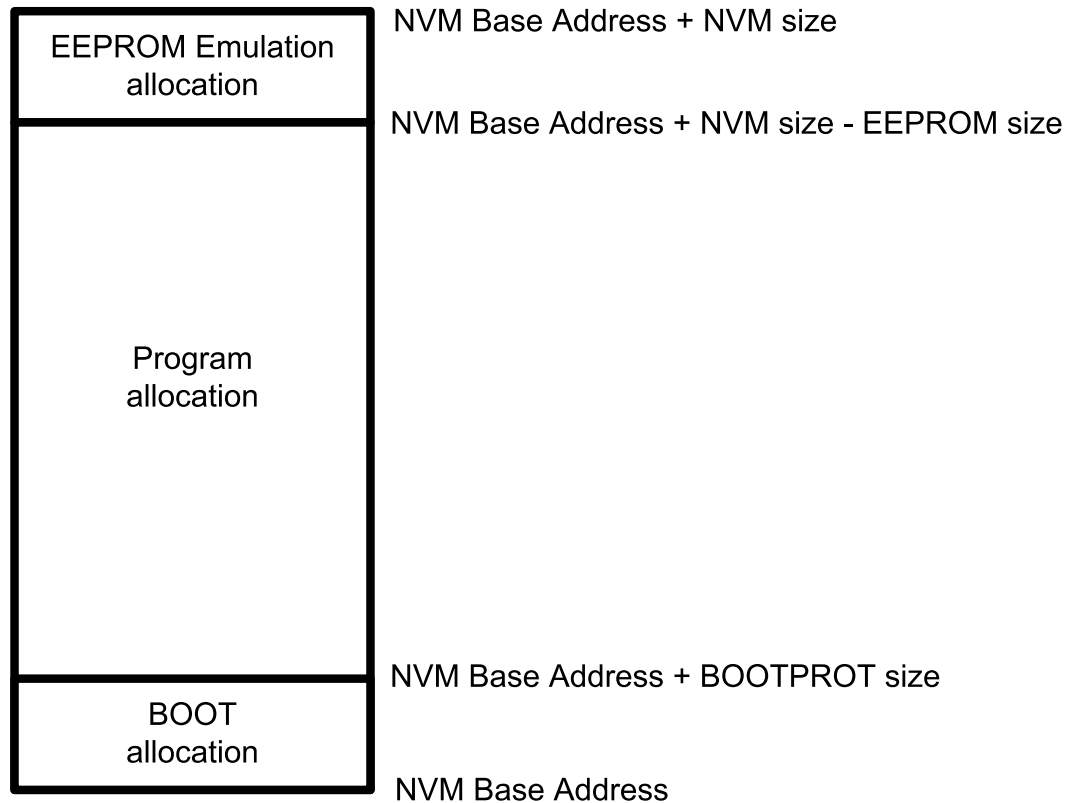 NVM Base Address + NVM size
EEPROM Emulation
allocation
NVM Base Address + NVM size - EEPROM size
Program
allocation
NVM Base Address + BOOTPROT size
BOOT
allocation
NVM Base Address